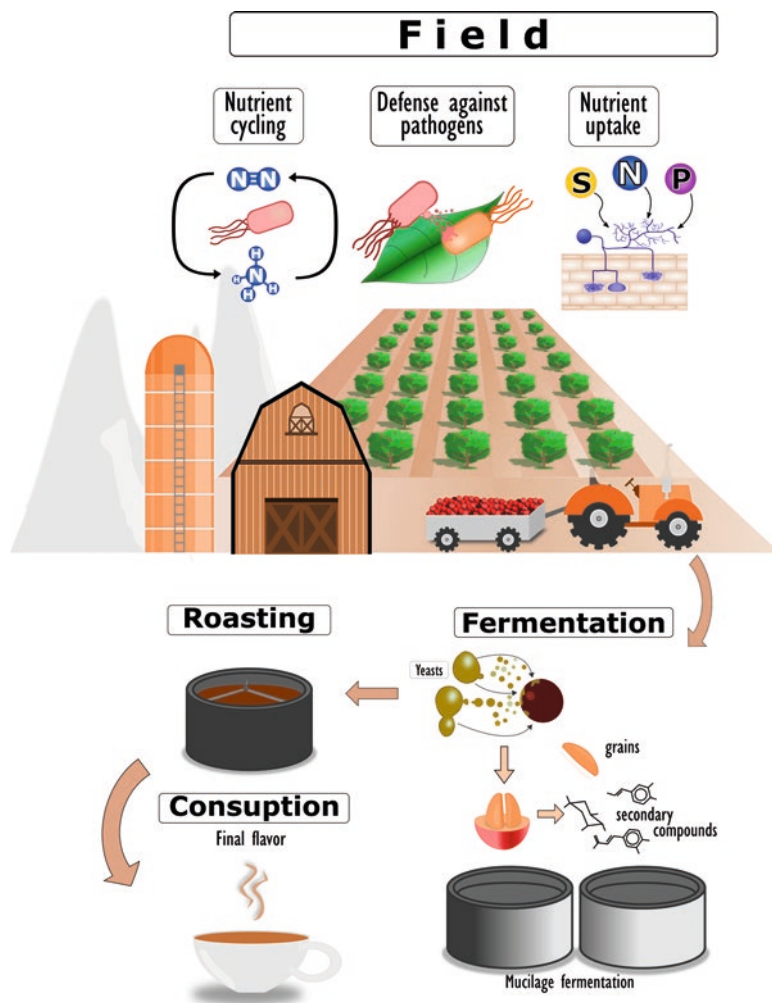 Field
Nutrient
cycling
Defense against
pathogens
Nutrient
uptake
N=N
S
N
P
H
H N H
H
Roasting
Fermentation
Yeasts
grains
secondary
compounds
Consuption
Final flavor
Mucilage fermentation